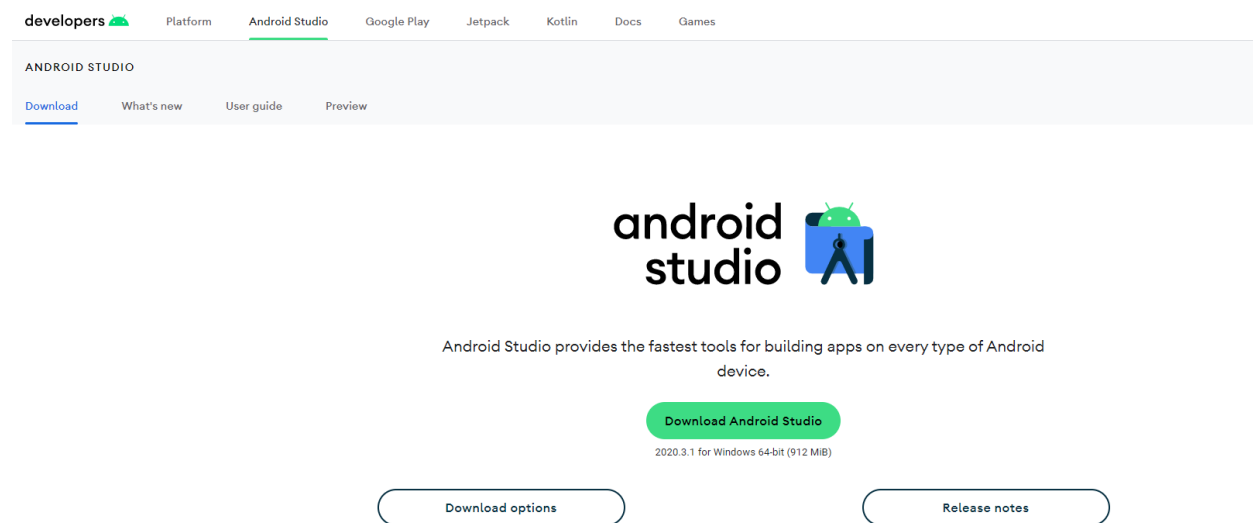 developers
Platform
Android Studio
Google Play
Jetpack
Kotlin
Docs
Games
ANDROID STUDIO
Download
What's new
User guide
Preview
android
studio
Android Studio provides the fastest tools for building apps on every type of Android
device.
Download Android Studio
2020.3.1 for Windows 64-bit (912 MiB)
Download options
Release notes